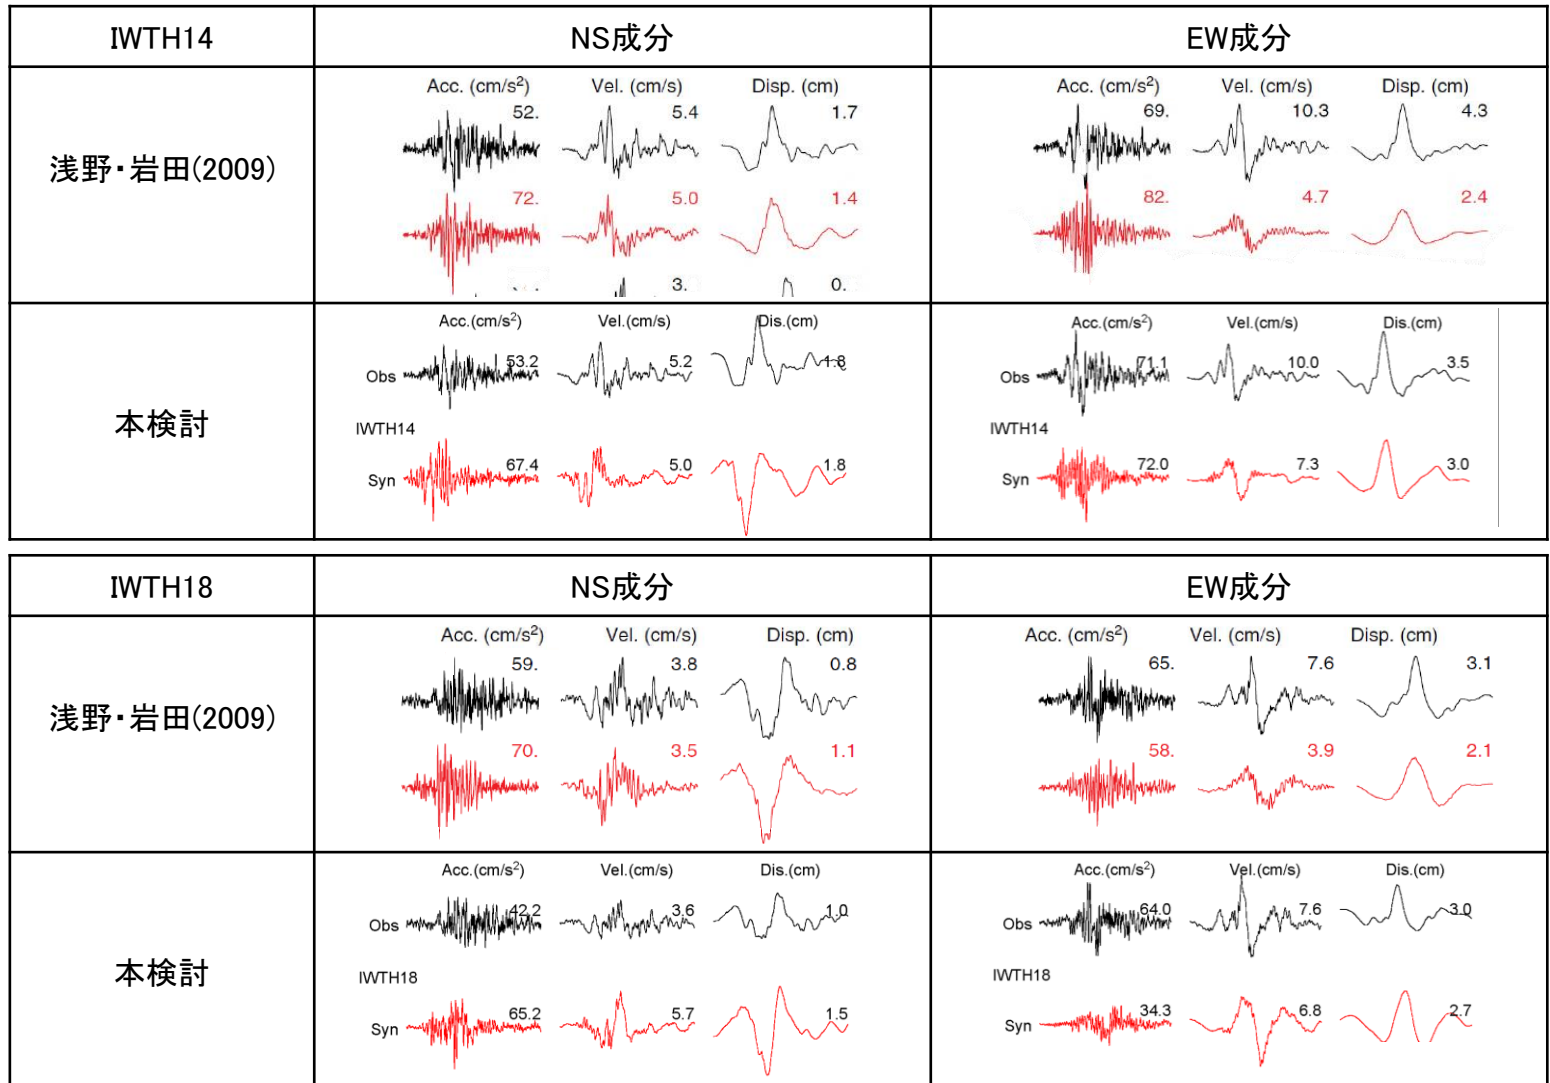 IWTH14 NS成分 EW成分
浅野・岩田(2009)
Acc. (cm/s²) Vel. (cm/s) Disp. (cm)
52. 5.4 1.7
72. 5.0 1.4
3. 0.
Acc. (cm/s²) Vel. (cm/s) Disp. (cm)
69. 10.3 4.3
82. 4.7 2.4
本検討
Acc.(cm/s²) Vel.(cm/s) Dis.(cm)
Obs 53.2 5.2 1.8
IWTH14
Syn 67.4 5.0 1.8
Acc.(cm/s²) Vel.(cm/s) Dis.(cm)
Obs 71.1 10.0 3.5
IWTH14
Syn 72.0 7.3 3.0
IWTH18 NS成分 EW成分
浅野・岩田(2009)
Acc. (cm/s²) Vel. (cm/s) Disp. (cm)
59. 3.8 0.8
70. 3.5 1.1
Acc. (cm/s²) Vel. (cm/s) Disp. (cm)
65. 7.6 3.1
58. 3.9 2.1
本検討
Acc.(cm/s²) Vel.(cm/s) Dis.(cm)
Obs 42.2 3.6 1.0
IWTH18
Syn 65.2 5.7 1.5
Acc.(cm/s²) Vel.(cm/s) Dis.(cm)
Obs 64.0 7.6 3.0
IWTH18
Syn 34.3 6.8 2.7